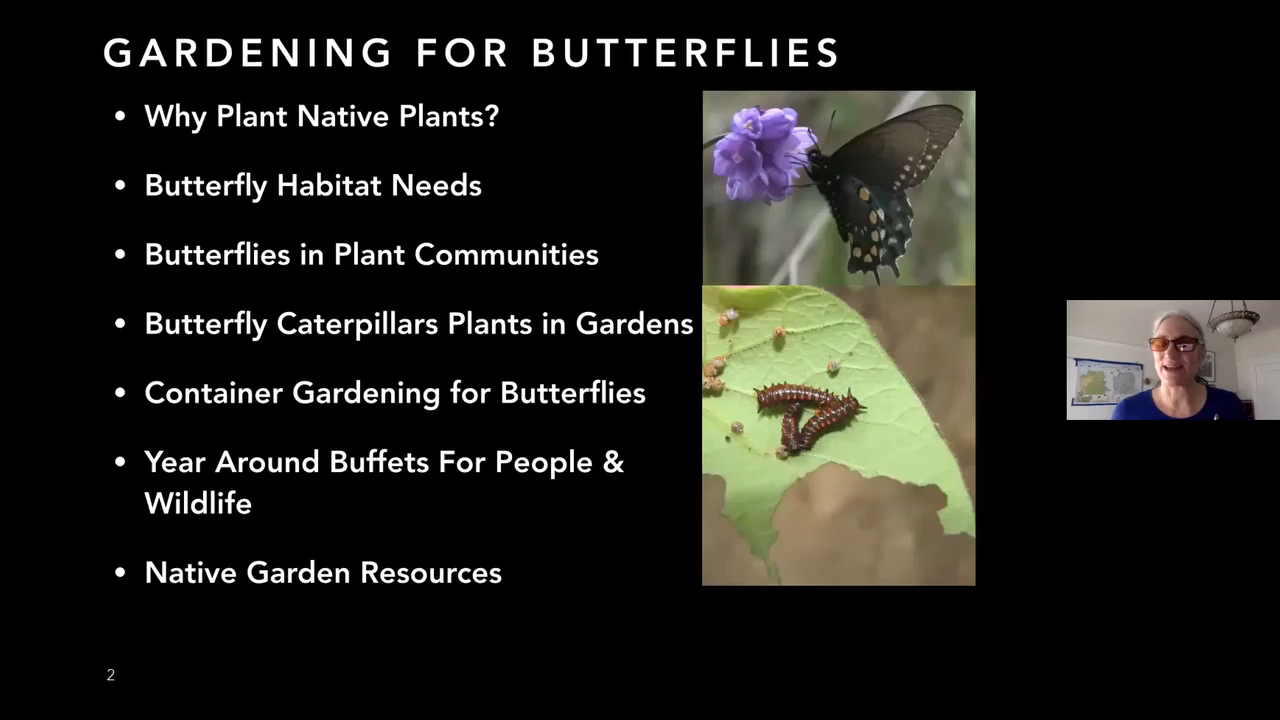 GARDENING FOR BUTTERFLIES
• Why Plant Native Plants?
• Butterfly Habitat Needs
• Butterflies in Plant Communities
• Butterfly Caterpillars Plants in Gardens
• Container Gardening for Butterflies
• Year Around Buffets For People &
Wildlife
• Native Garden Resources
2